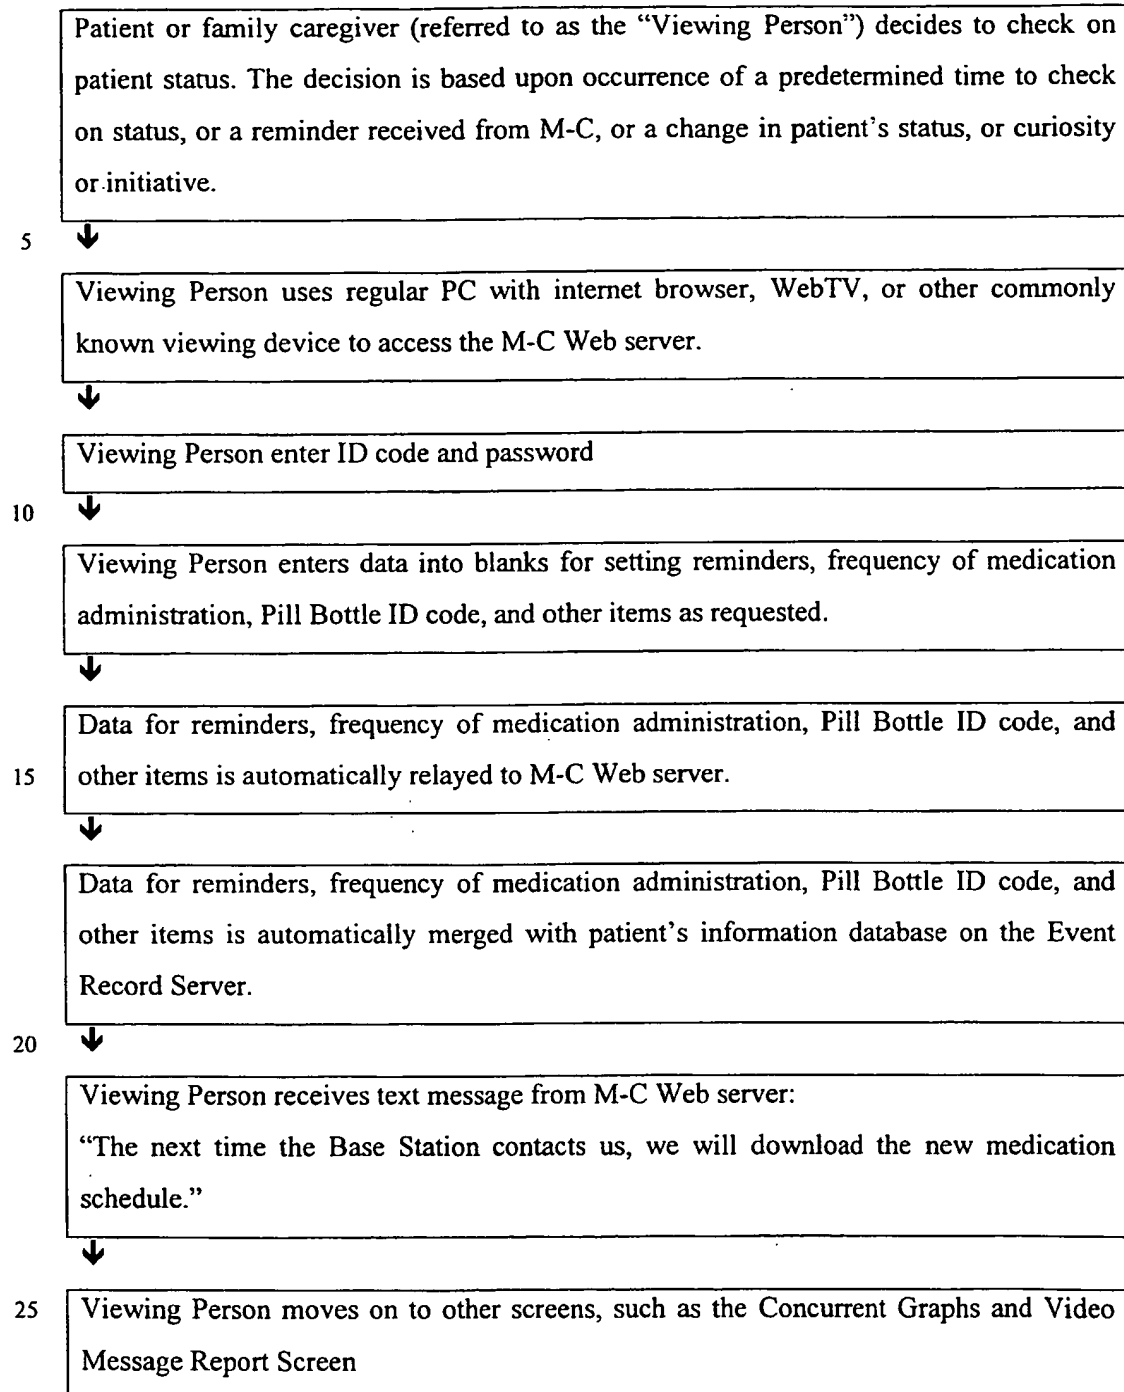 Patient or family caregiver (referred to as the “Viewing Person”) decides to check on
patient status. The decision is based upon occurrence of a predetermined time to check
on status, or a reminder received from M-C, or a change in patient’s status, or curiosity
or initiative.
5
Viewing Person uses regular PC with internet browser, WebTV, or other commonly
known viewing device to access the M-C Web server.
Viewing Person enter ID code and password
10
Viewing Person enters data into blanks for setting reminders, frequency of medication
administration, Pill Bottle ID code, and other items as requested.
Data for reminders, frequency of medication administration, Pill Bottle ID code, and
15 other items is automatically relayed to M-C Web server.
Data for reminders, frequency of medication administration, Pill Bottle ID code, and
other items is automatically merged with patient’s information database on the Event
Record Server.
20
Viewing Person receives text message from M-C Web server:
“The next time the Base Station contacts us, we will download the new medication
schedule.”
25 Viewing Person moves on to other screens, such as the Concurrent Graphs and Video
Message Report Screen